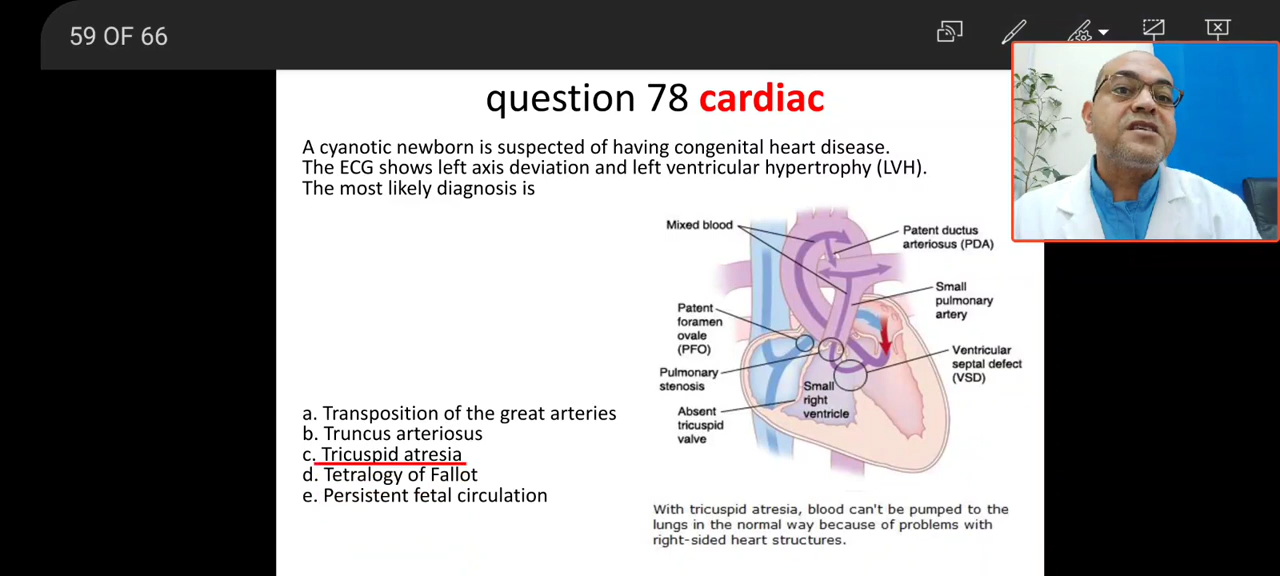 59 OF 66
question 78 cardiac
A cyanotic newborn is suspected of having congenital heart disease.
The ECG shows left axis deviation and left ventricular hypertrophy (LVH).
The most likely diagnosis is
Mixed blood
Patent ductus
arteriosus (PDA)
Small
pulmonary
artery
Patent
foramen
ovale
(PFO)
Ventricular
septal defect
(VSD)
Pulmonary
stenosis
Small
right
ventricle
Absent
tricuspid
valve
a. Transposition of the great arteries
b. Truncus arteriosus
c. Tricuspid atresia
d. Tetralogy of Fallot
e. Persistent fetal circulation
With tricuspid atresia, blood can't be pumped to the
lungs in the normal way because of problems with
right-sided heart structures.